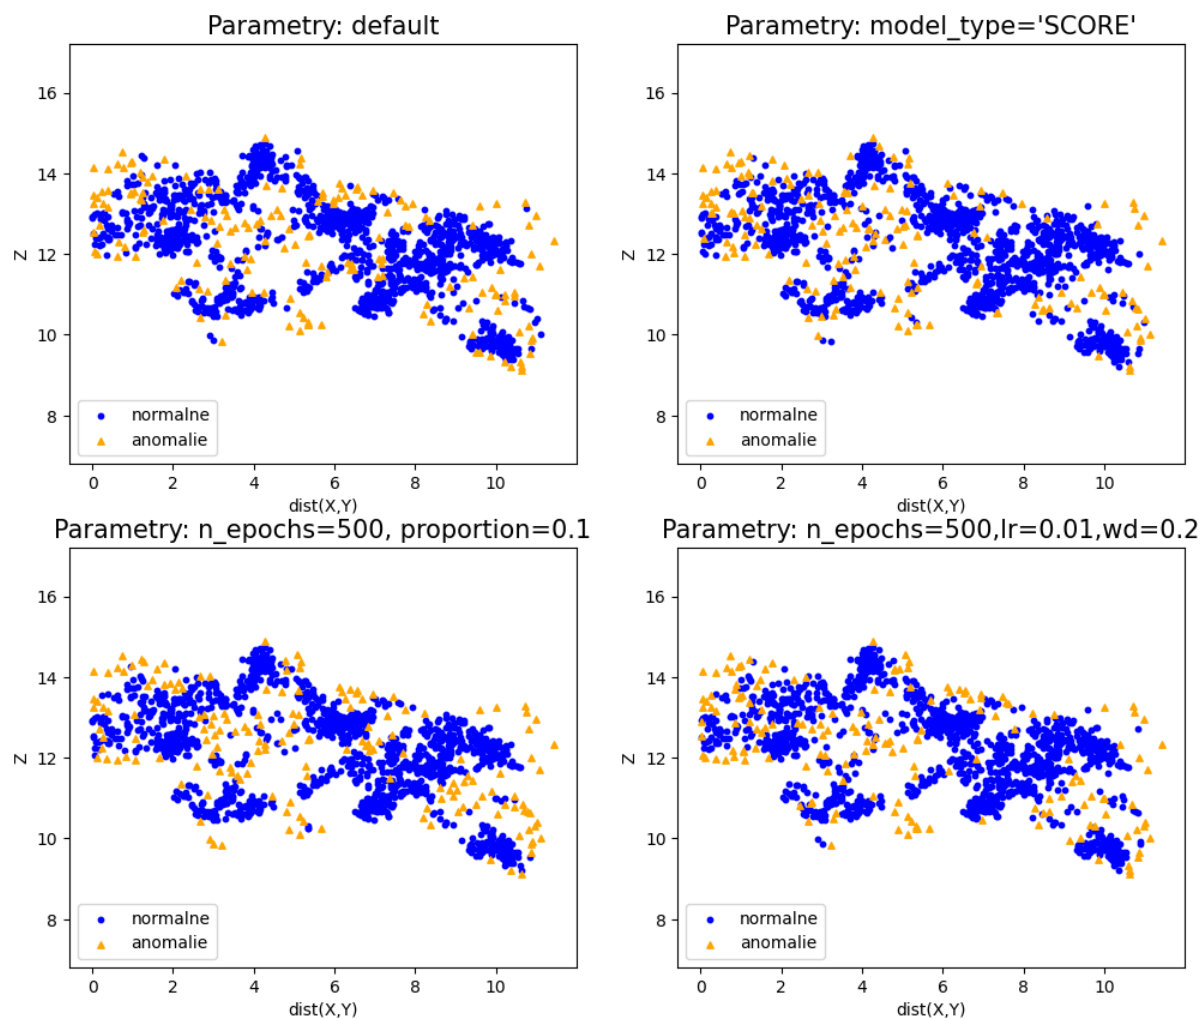 Parametry: default
16
14
12
10
8
Z
normalne
anomalie
0 2 4 6 8 10
dist(X,Y)
Parametry: model_type='SCORE'
16
14
12
10
8
Z
normalne
anomalie
0 2 4 6 8 10
dist(X,Y)
Parametry: n_epochs=500, proportion=0.1
16
14
12
10
8
Z
normalne
anomalie
0 2 4 6 8 10
dist(X,Y)
Parametry: n_epochs=500,lr=0.01,wd=0.2
16
14
12
10
8
Z
normalne
anomalie
0 2 4 6 8 10
dist(X,Y)